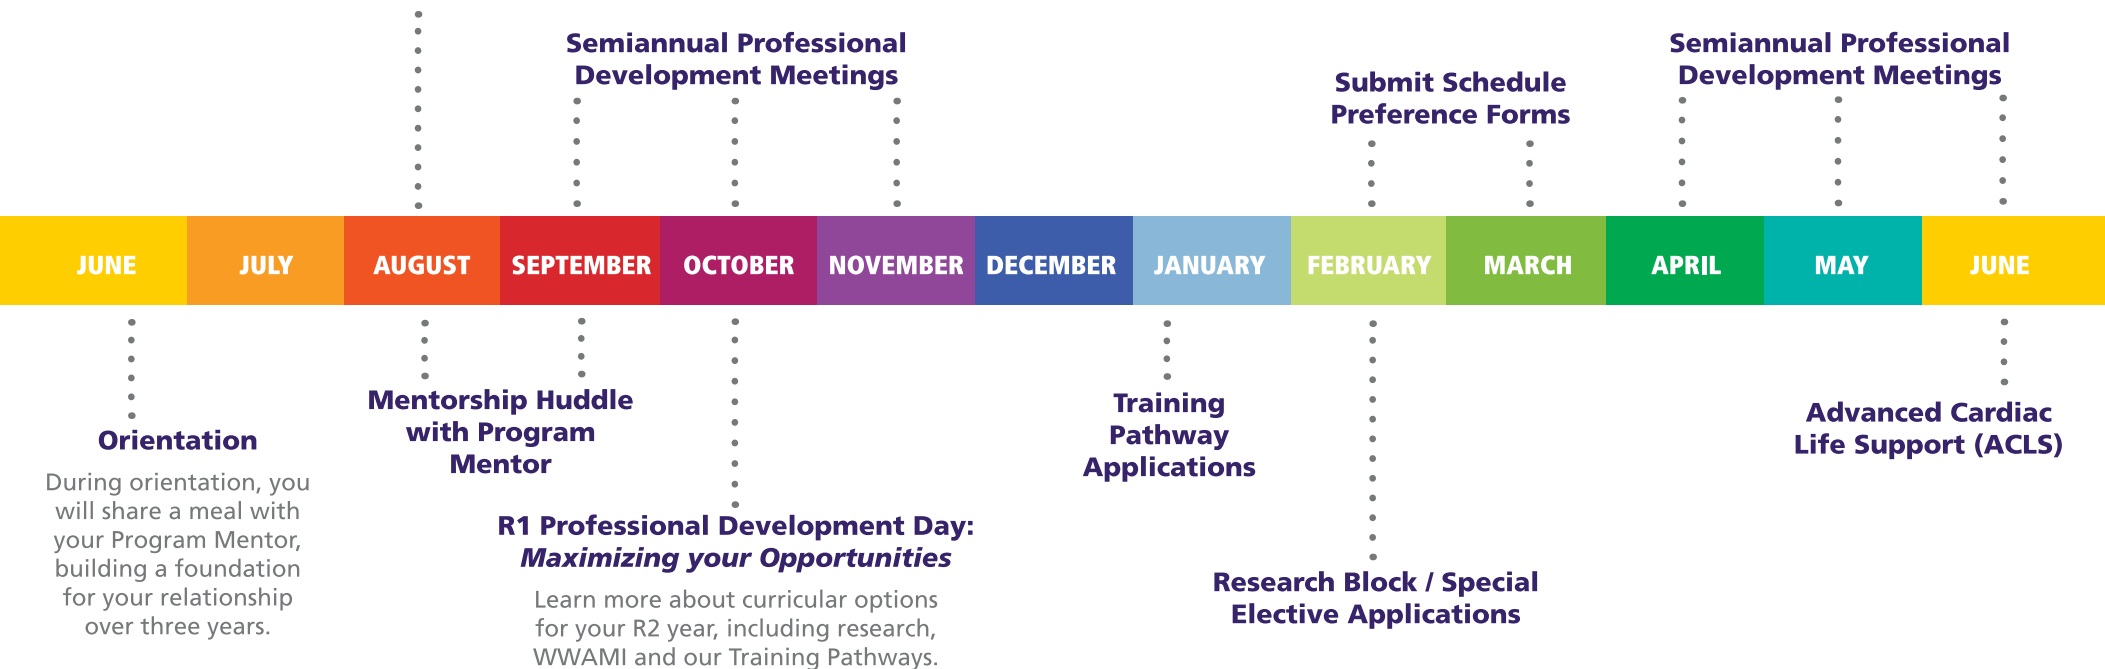 Semiannual Professional
Development Meetings
Submit Schedule
Preference Forms
Semiannual Professional
Development Meetings
JUNE
JULY
AUGUST
SEPTEMBER
OCTOBER
NOVEMBER
DECEMBER
JANUARY
FEBRUARY
MARCH
APRIL
MAY
JUNE
Orientation
During orientation, you
will share a meal with
your Program Mentor,
building a foundation
for your relationship
over three years.
Mentorship Huddle
with Program
Mentor
R1 Professional Development Day:
Maximizing your Opportunities
Learn more about curricular options
for your R2 year, including research,
WWAMI and our Training Pathways.
Training
Pathway
Applications
Research Block / Special
Elective Applications
Advanced Cardiac
Life Support (ACLS)